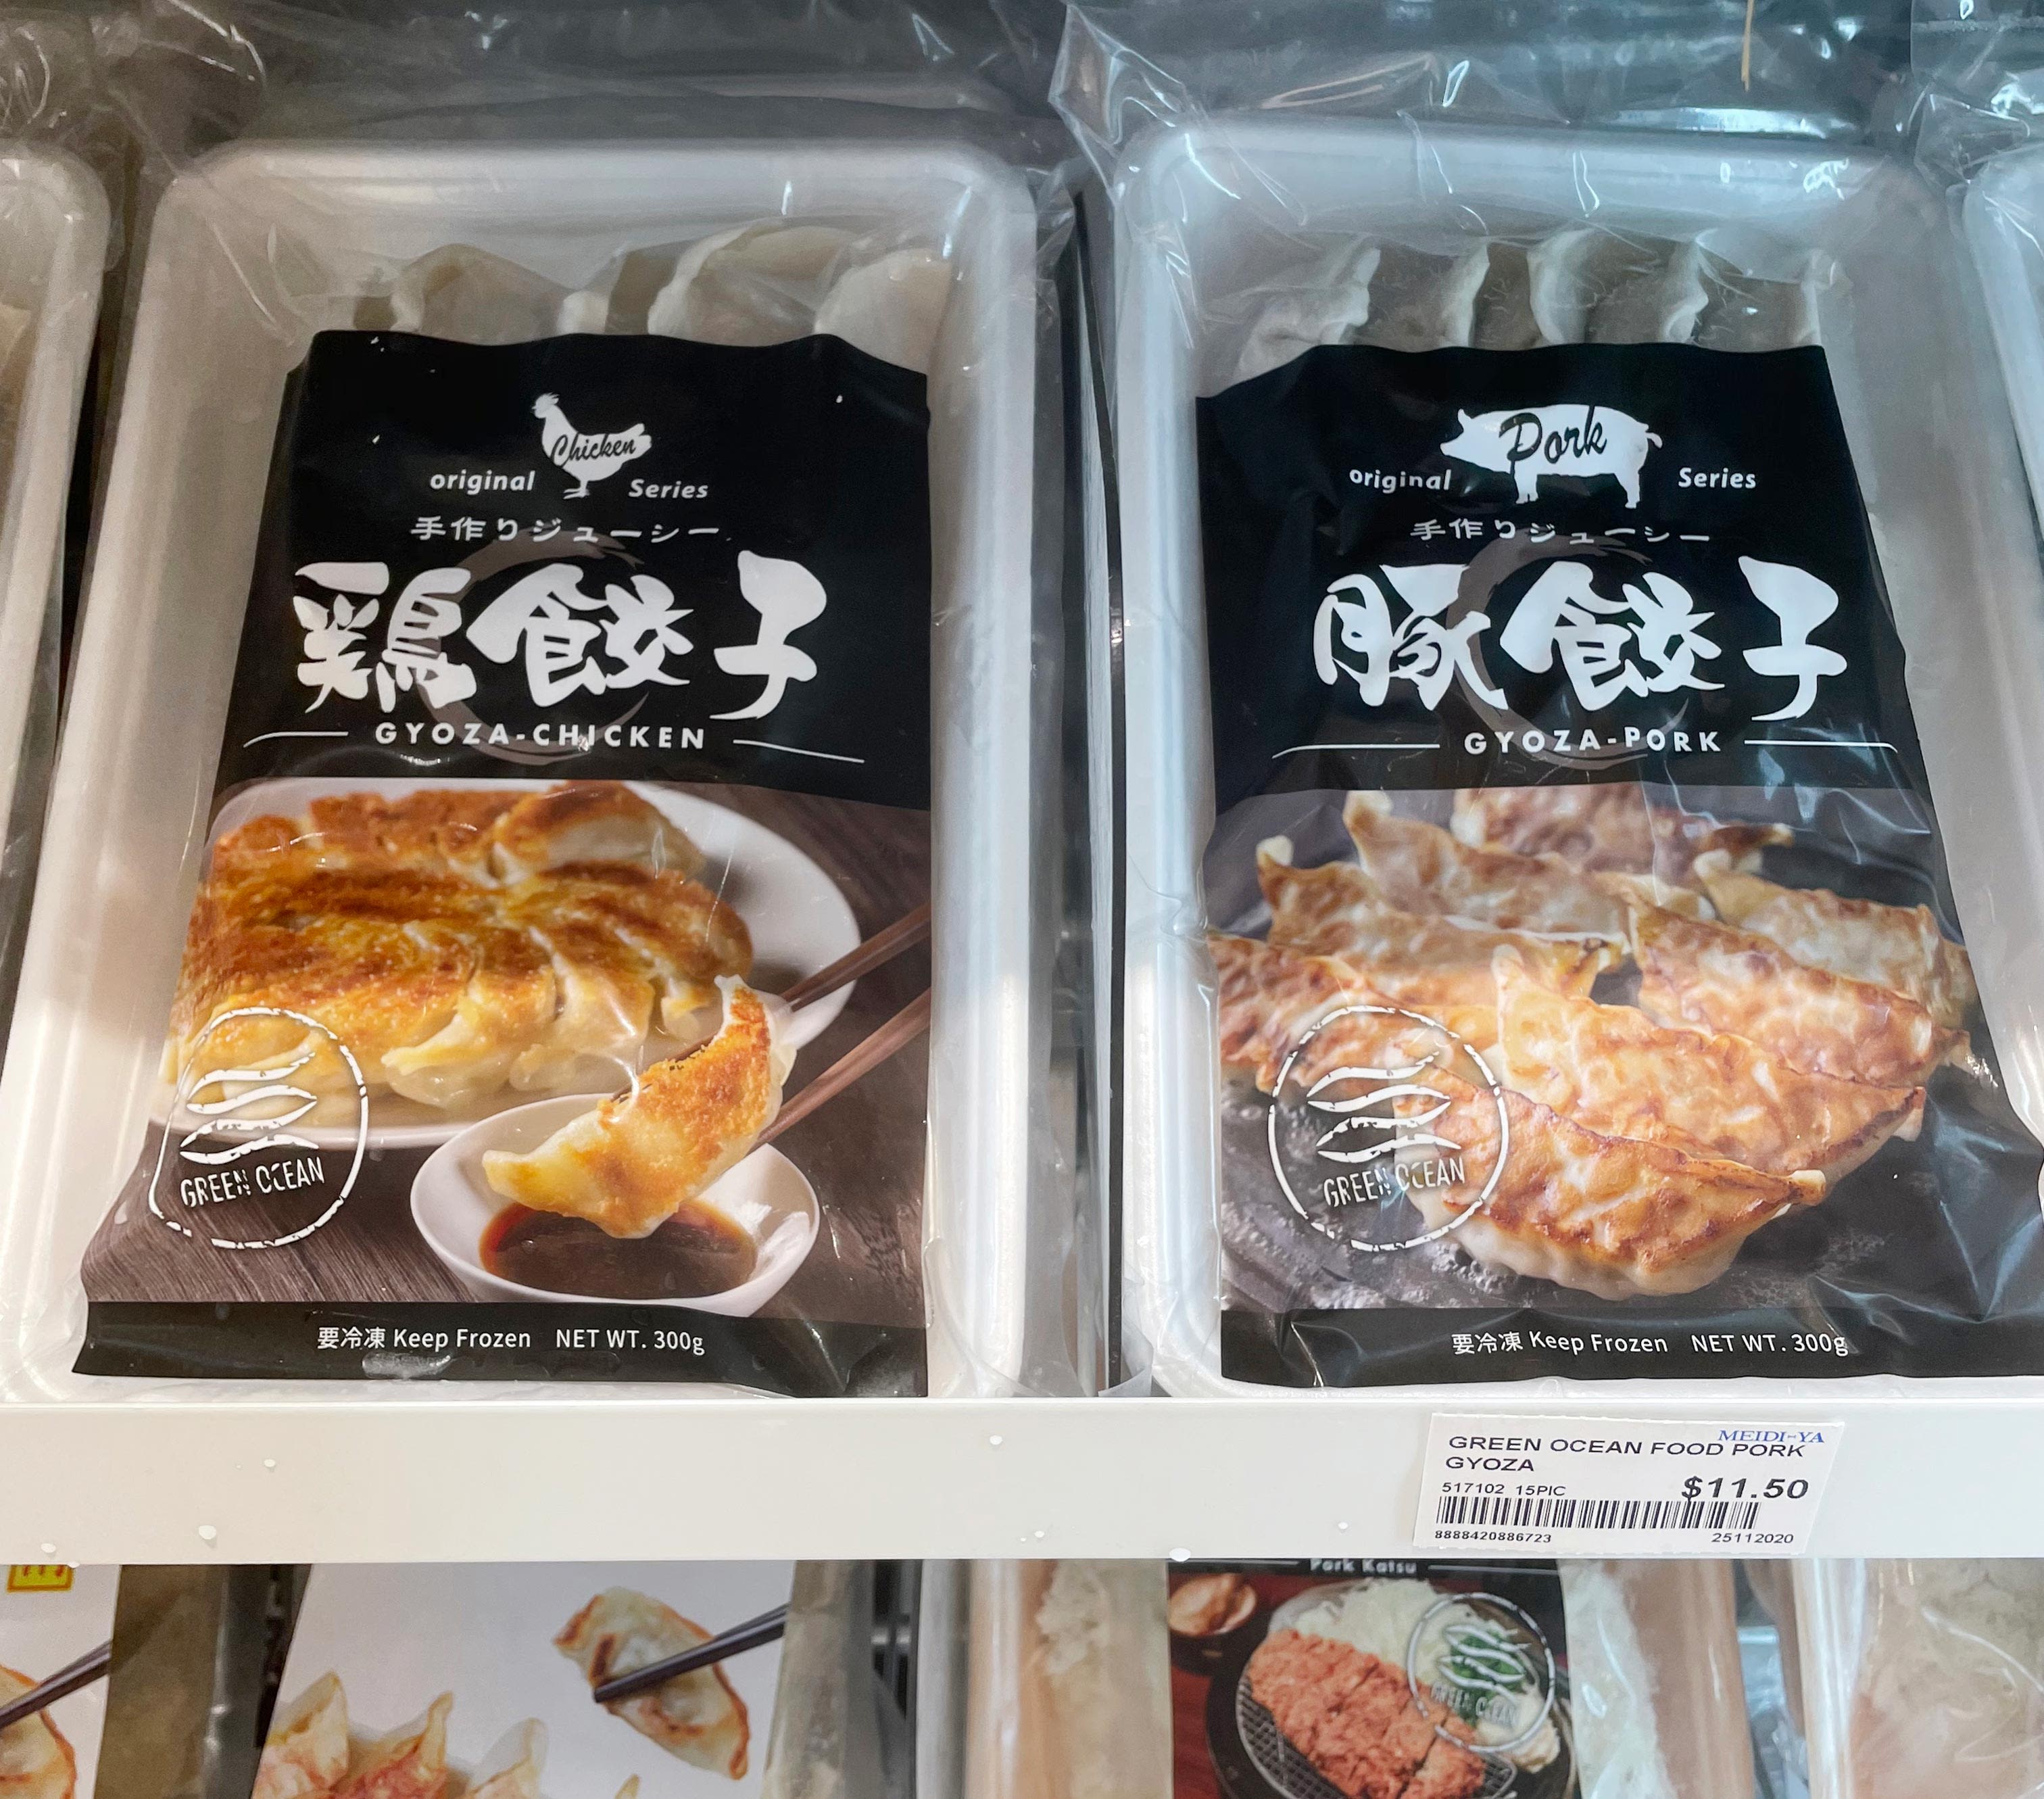 Chicken
original Series
手作りジューシー
鶏餃子
GYOZA-CHICKEN
GREEN OCEAN
要冷凍 Keep Frozen NET WT. 300g
Pork
original Series
手作りジューシー
豚餃子
GYOZA-PORK
GREEN OCEAN
要冷凍 Keep Frozen NET WT. 300g
MEIDI-YA
GREEN OCEAN FOOD PORK
GYOZA
517102 15PIC $11.50
8888420886723 25112020
Pork Katsu
GREEN OCEAN